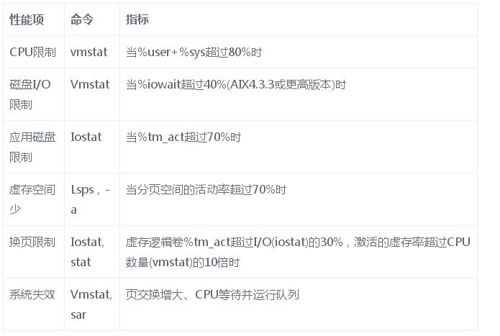 性能项 命令 指标
CPU限制 vmstat 当%user+%sys超过80%时
磁盘I/O限制 Vmstat 当%iowait超过40%(AIX4.3.3或更高版本)时
应用磁盘限制 Iostat 当%tm_act超过70%时
虚存空间少 Lsps，-a 当分页空间的活动率超过70%时
换页限制 Iostat, stat 虚存逻辑卷%tm_act超过I/O(iostat)的30%，激活的虚存率超过CPU数量(vmstat)的10倍时
系统失效 Vmstat, sar 页交换增大、CPU等待并运行队列